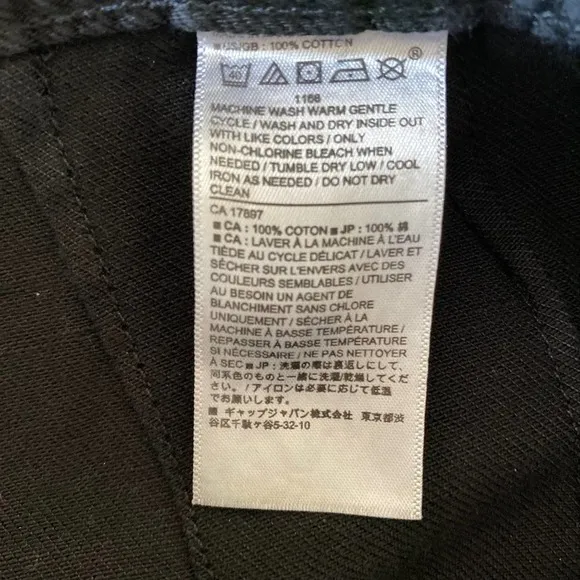 US/GB : 100% COTTON
40
®
1166
MACHINE WASH WARM GENTLE
CYCLE / WASH AND DRY INSIDE OUT
WITH LIKE COLORS / ONLY
NON-CHLORINE BLEACH WHEN
NEEDED / TUMBLE DRY LOW / COOL
IRON AS NEEDED / DO NOT DRY
CLEAN
CA 17897
■ CA : 100% COTON ■ JP : 100% 綿
■ CA : LAVER À LA MACHINE À L'EAU
TIÈDE AU CYCLE DÉLICAT / LAVER ET
SÉCHER SUR L'ENVERS AVEC DES
COULEURS SEMBLABLES / UTILISER
AU BESOIN UN AGENT DE
BLANCHIMENT SANS CHLORE
UNIQUEMENT / SÉCHER À LA
MACHINE À BASSE TEMPÉRATURE /
REPASSER À BASSE TEMPÉRATURE
SI NÉCESSAIRE / NE PAS NETTOYER
À SEC ■ JP : 洗濯の際は裏返しにして、
同系色のものと一緒に洗濯/乾燥してくだ
さい。 / アイロンは必要に応じて低温
でお願いします。
■ ギャップジャパン株式会社 東京都渋
谷区千駄ヶ谷5-32-10